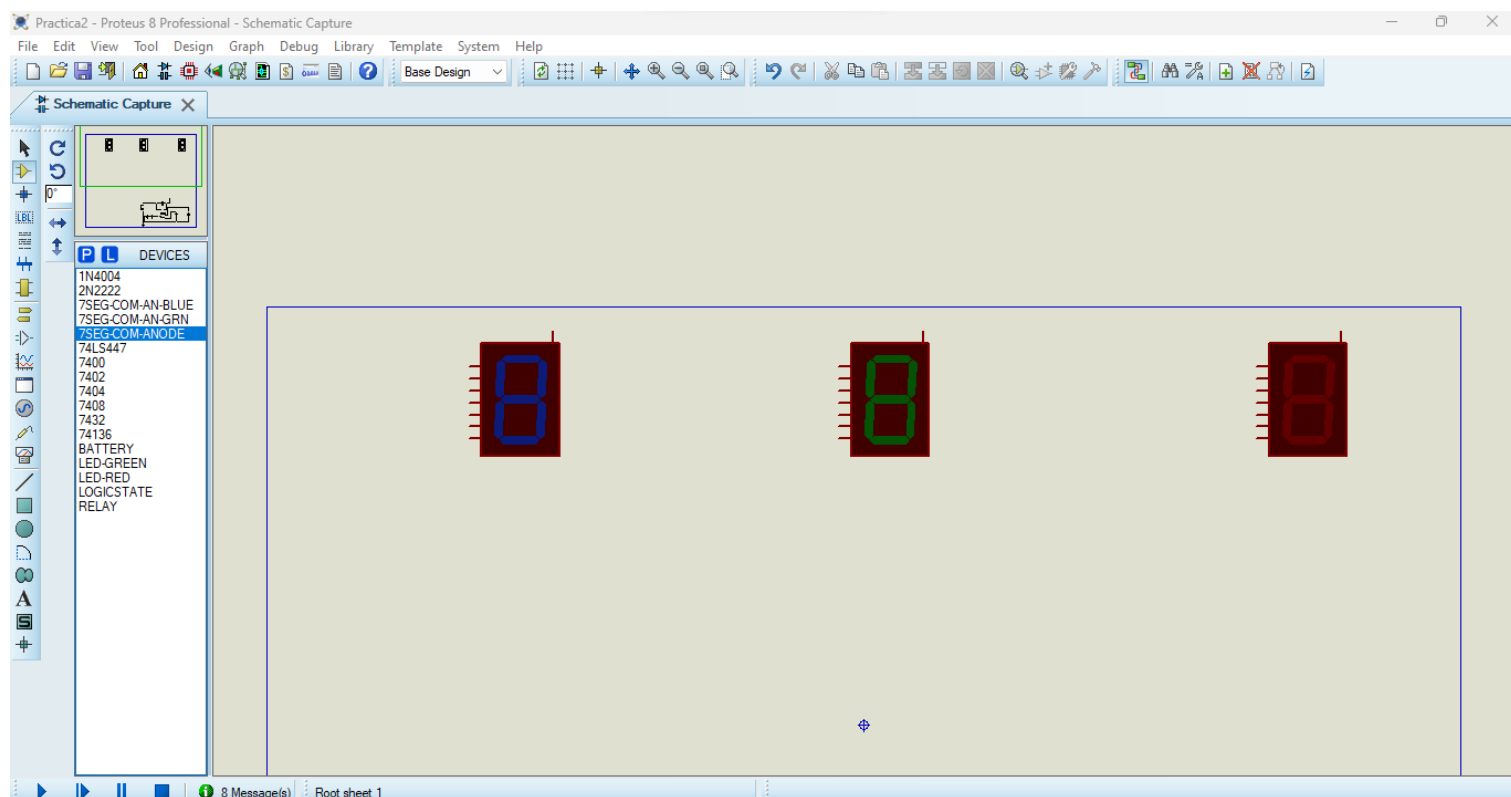 Practica2 - Proteus 8 Professional - Schematic Capture
File Edit View Tool Design Graph Debug Library Template System Help
Base Design
Schematic Capture
0°
LBL
P L DEVICES
1N4004
2N2222
7SEG-COM-AN-BLUE
7SEG-COM-AN-GRN
7SEG-COM-ANODE
74LS447
7400
7402
7404
7408
7432
74136
BATTERY
LED-GREEN
LED-RED
LOGICSTATE
RELAY
A
S
8 Message(s) Root sheet 1